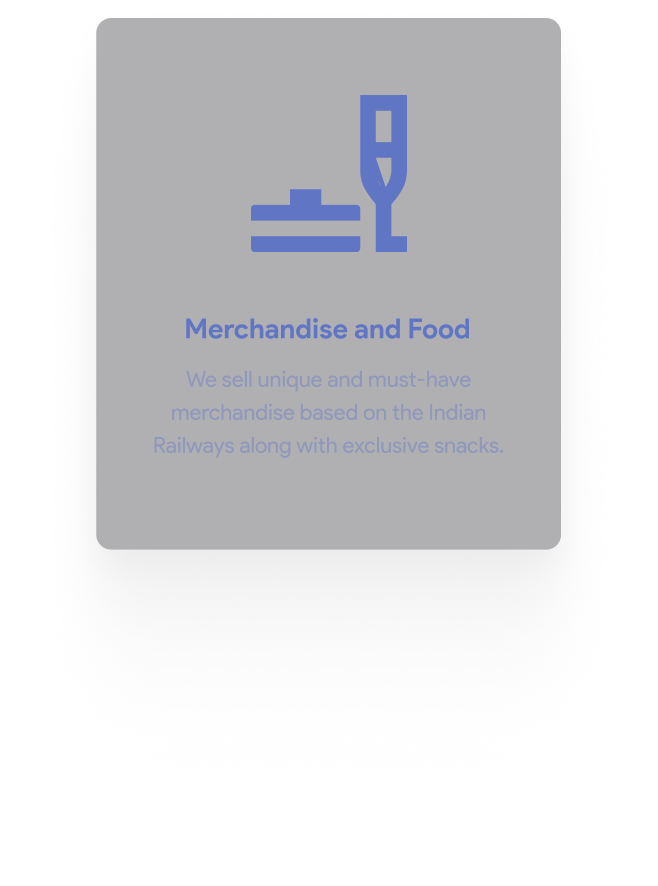 Merchandise and Food
We sell unique and must-have
merchandise based on the Indian
Railways along with exclusive snacks.